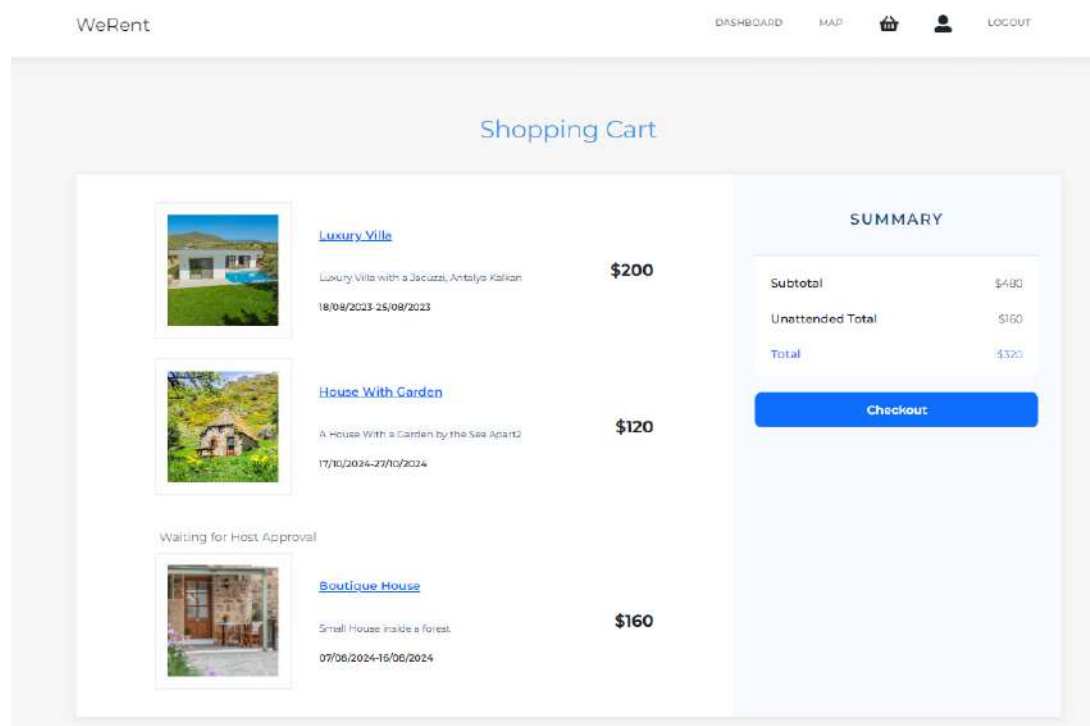 WeRent
DASHBOARD MAP LOGOUT
Shopping Cart
Luxury Villa
Luxury Villa with a Jacuzzi, Antalya Kalkan
18/08/2023-25/08/2023
$200
House With Garden
A House With a Garden by the Sea Apart2
17/10/2024-27/10/2024
$120
Waiting for Host Approval
Boutique House
Small House inside a forest
07/08/2024-16/08/2024
$160
SUMMARY
Subtotal $480
Unattended Total $160
Total $320
Checkout